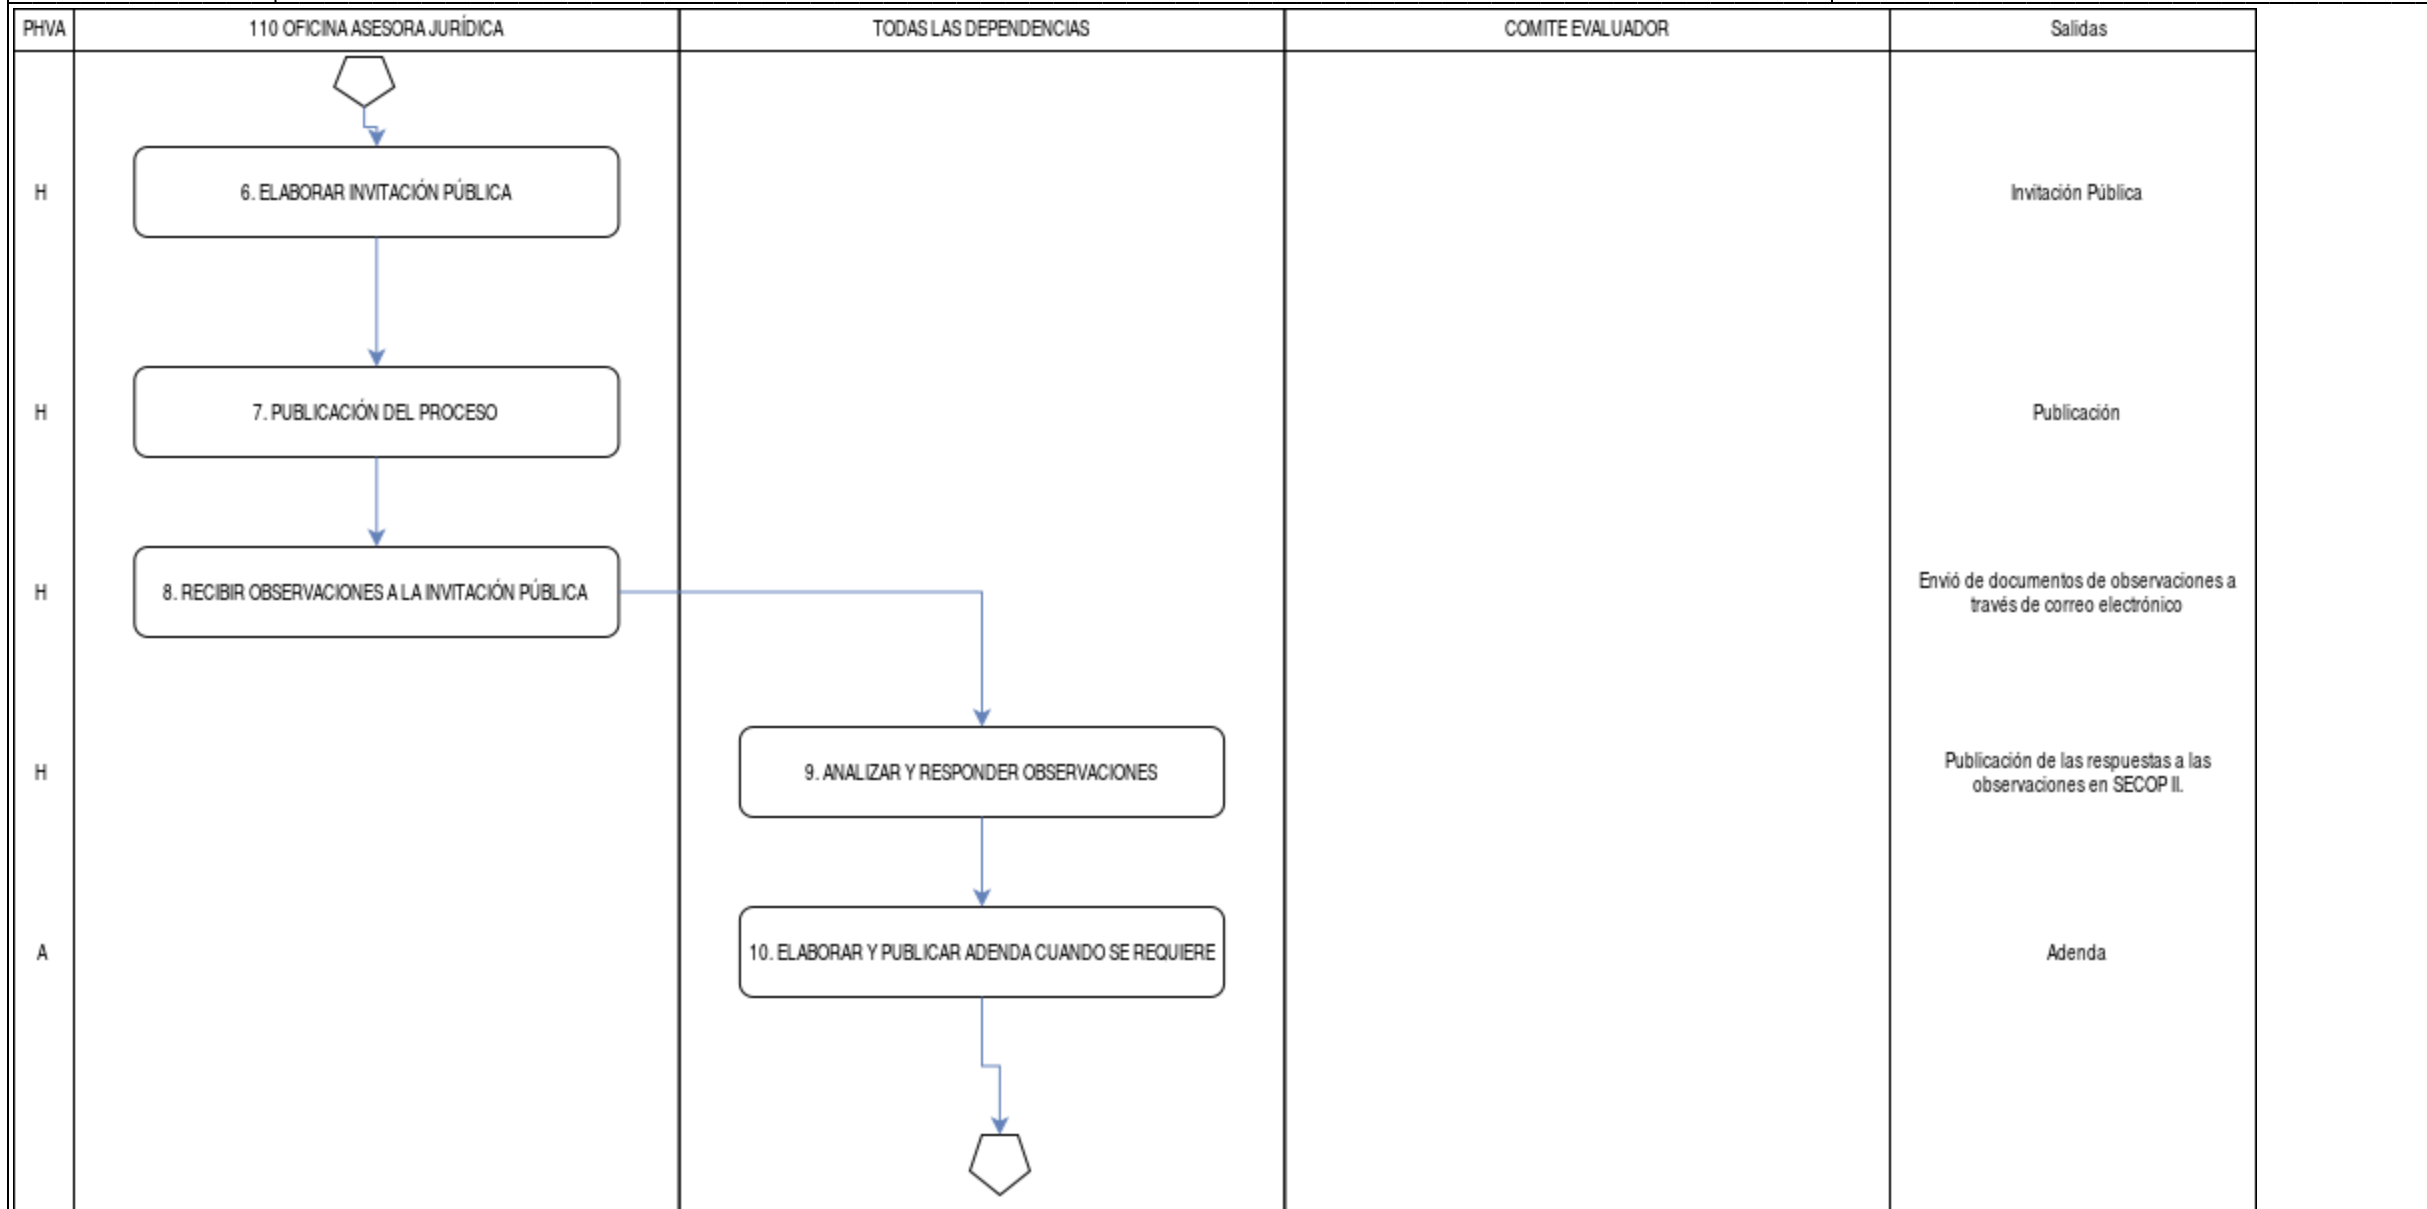 PHVA
110 OFICINA ASESORA JURÍDICA
TODAS LAS DEPENDENCIAS
COMITE EVALUADOR
Salidas
H
6. ELABORAR INVITACIÓN PÚBLICA
Invitación Pública
H
7. PUBLICACIÓN DEL PROCESO
Publicación
H
8. RECIBIR OBSERVACIONES A LA INVITACIÓN PÚBLICA
Envió de documentos de observaciones a
través de correo electrónico
H
9. ANALIZAR Y RESPONDER OBSERVACIONES
Publicación de las respuestas a las
observaciones en SECOP II.
A
10. ELABORAR Y PUBLICAR ADENDA CUANDO SE REQUIERE
Adenda